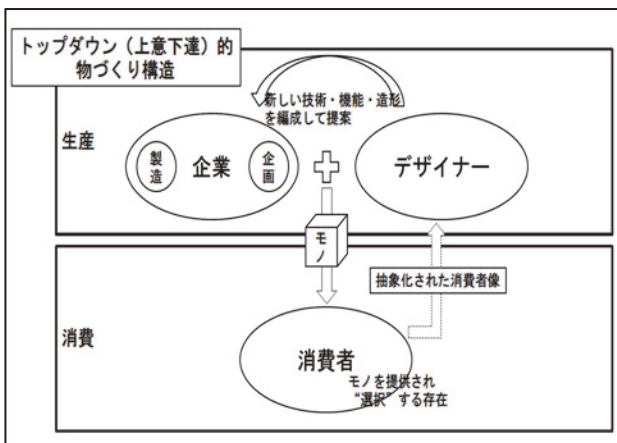 トップダウン（上意下達）的
物づくり構造
新しい技術・機能・造形
を編成して提案
生産
製造
企業
企画
デザイナー
モノ
抽象化された消費者像
消費
消費者
モノを提供され
“選択”する存在